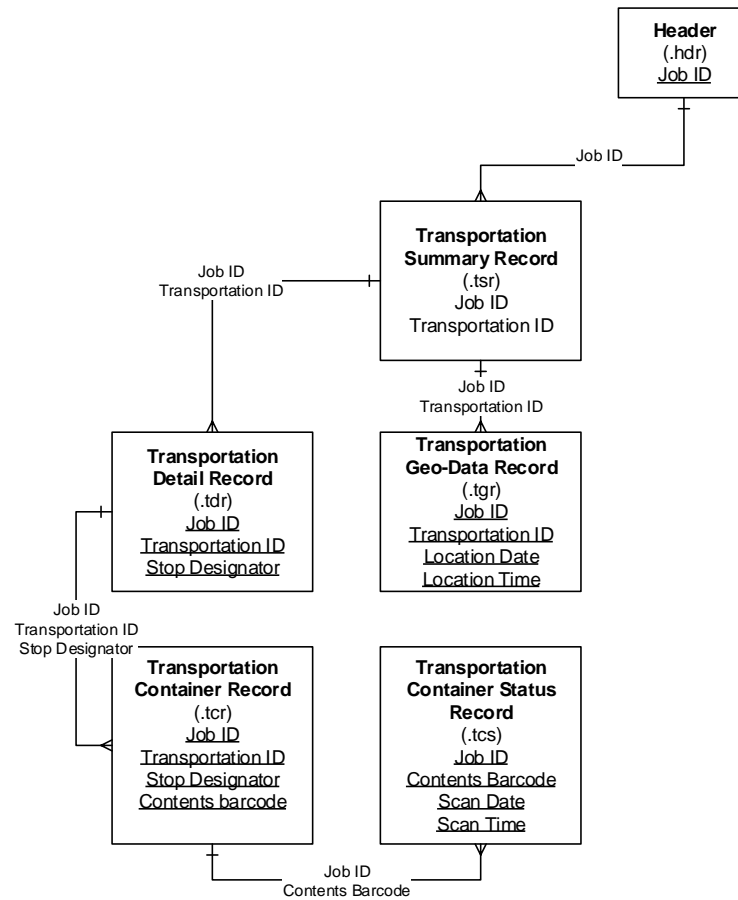 Header
(.hdr)
Job ID
Job ID
Transportation
Summary Record
(.tsr)
Job ID
Transportation ID
Job ID
Transportation ID
Job ID
Transportation ID
Transportation
Detail Record
(.tdr)
Job ID
Transportation ID
Stop Designator
Transportation
Geo-Data Record
(.tgr)
Job ID
Transportation ID
Location Date
Location Time
Job ID
Transportation ID
Stop Designator
Transportation
Container Record
(.tcr)
Job ID
Transportation ID
Stop Designator
Contents barcode
Transportation
Container Status
Record
(.tcs)
Job ID
Contents Barcode
Scan Date
Scan Time
Job ID
Contents Barcode